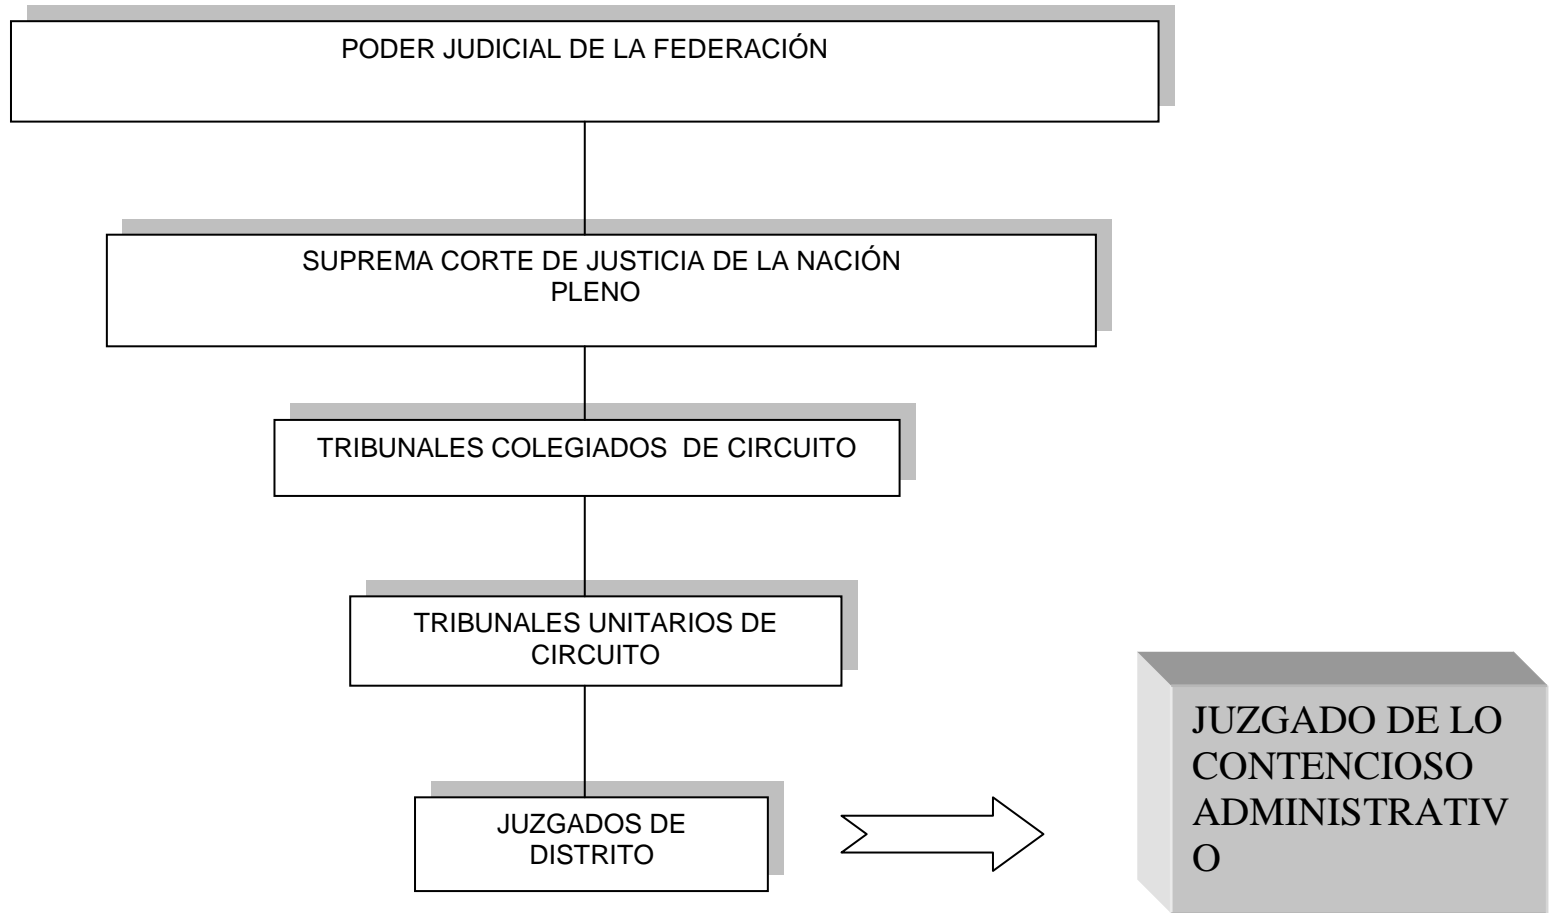 PODER JUDICIAL DE LA FEDERACIÓN
SUPREMA CORTE DE JUSTICIA DE LA NACIÓN
PLENO
TRIBUNALES COLEGIADOS DE CIRCUITO
TRIBUNALES UNITARIOS DE
CIRCUITO
JUZGADOS DE
DISTRITO
JUZGADO DE LO
CONTENCIOSO
ADMINISTRATIV
O